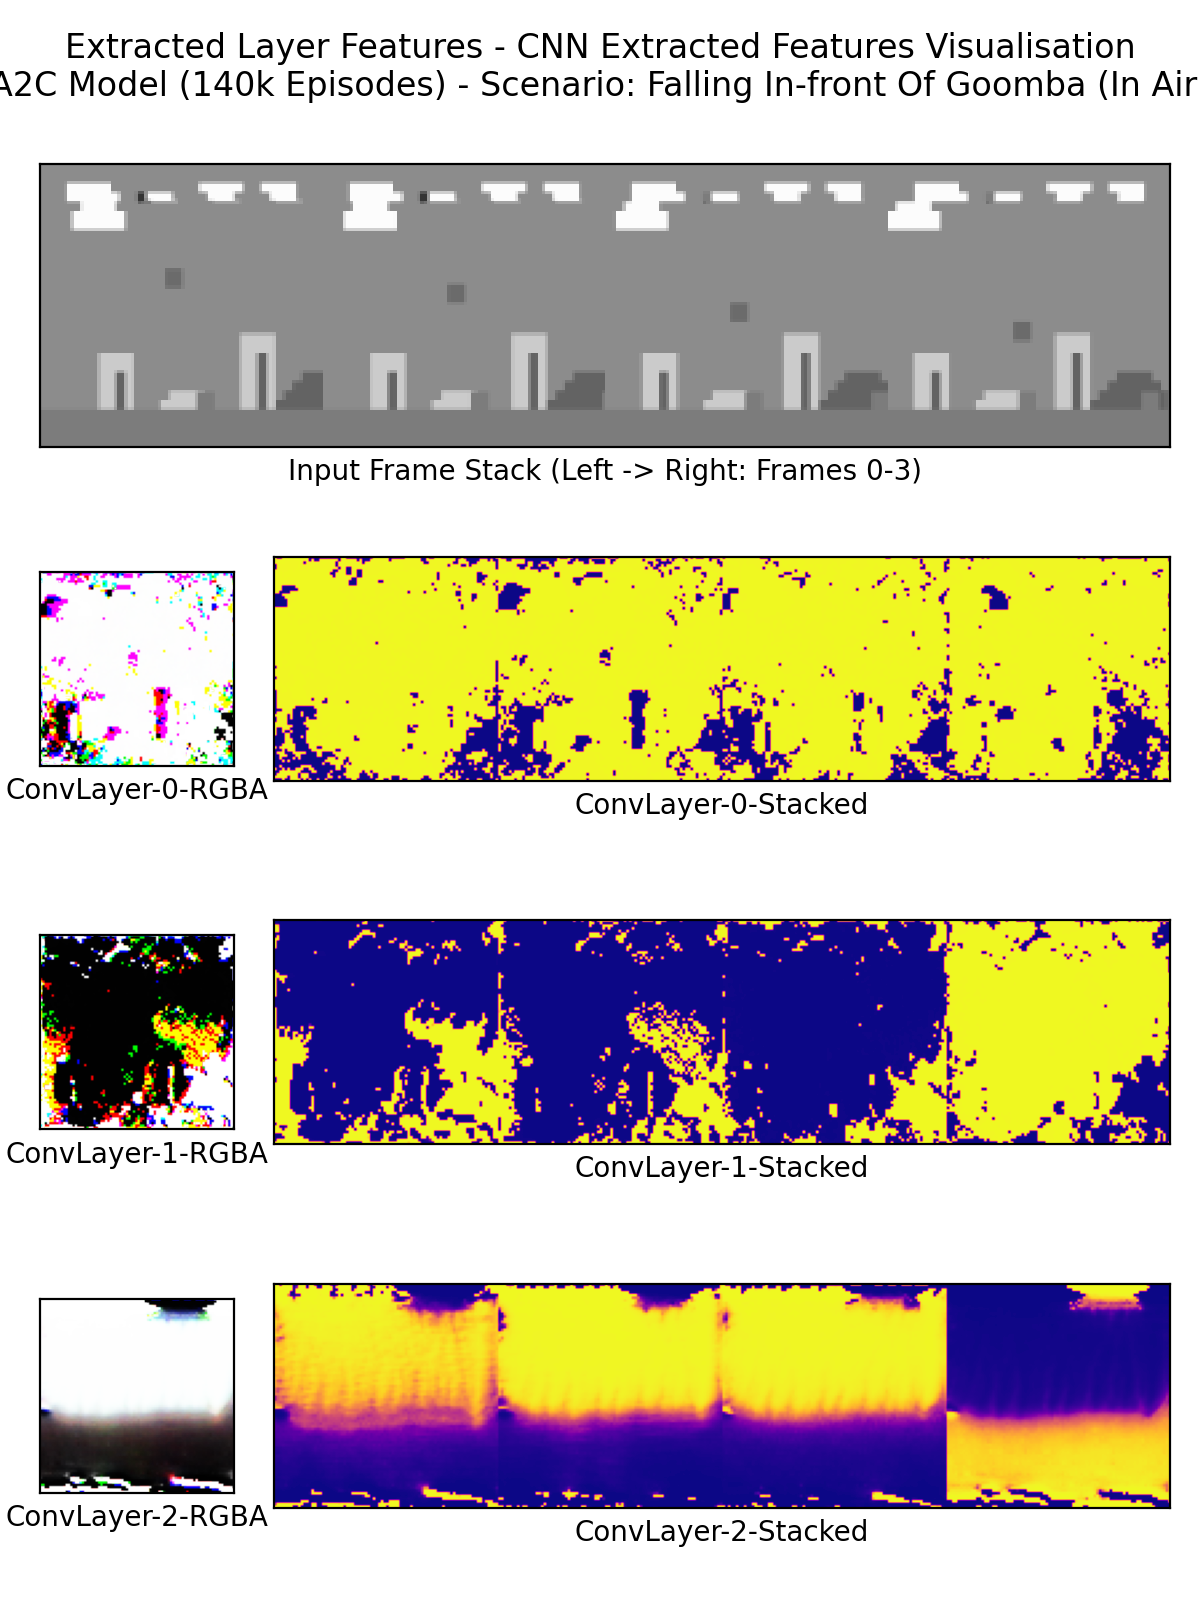 Extracted Layer Features - CNN Extracted Features Visualisation
A2C Model (140k Episodes) - Scenario: Falling In-front Of Goomba (In Air
Input Frame Stack (Left -> Right: Frames 0-3)
ConvLayer-0-RGBA
ConvLayer-0-Stacked
ConvLayer-1-RGBA
ConvLayer-1-Stacked
ConvLayer-2-RGBA
ConvLayer-2-Stacked